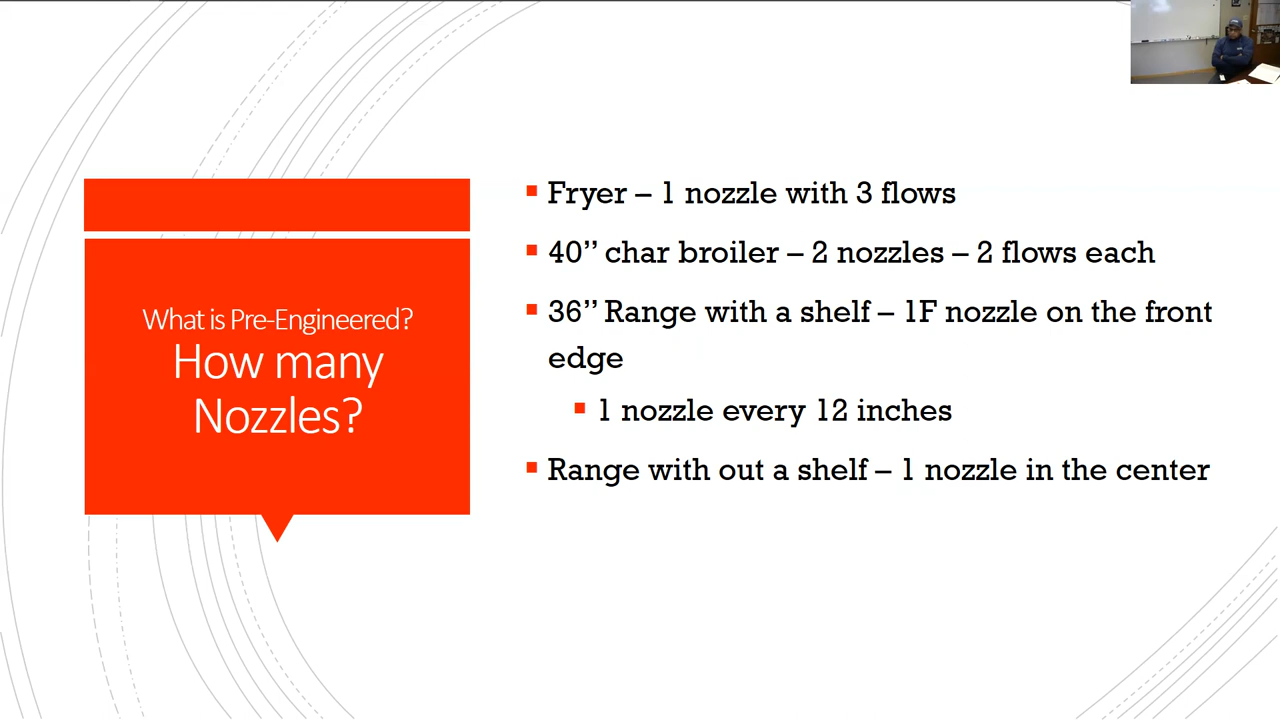 What is Pre-Engineered?
How many
Nozzles?
Fryer – 1 nozzle with 3 flows
40” char broiler – 2 nozzles – 2 flows each
36” Range with a shelf – 1F nozzle on the front
edge
1 nozzle every 12 inches
Range with out a shelf – 1 nozzle in the center